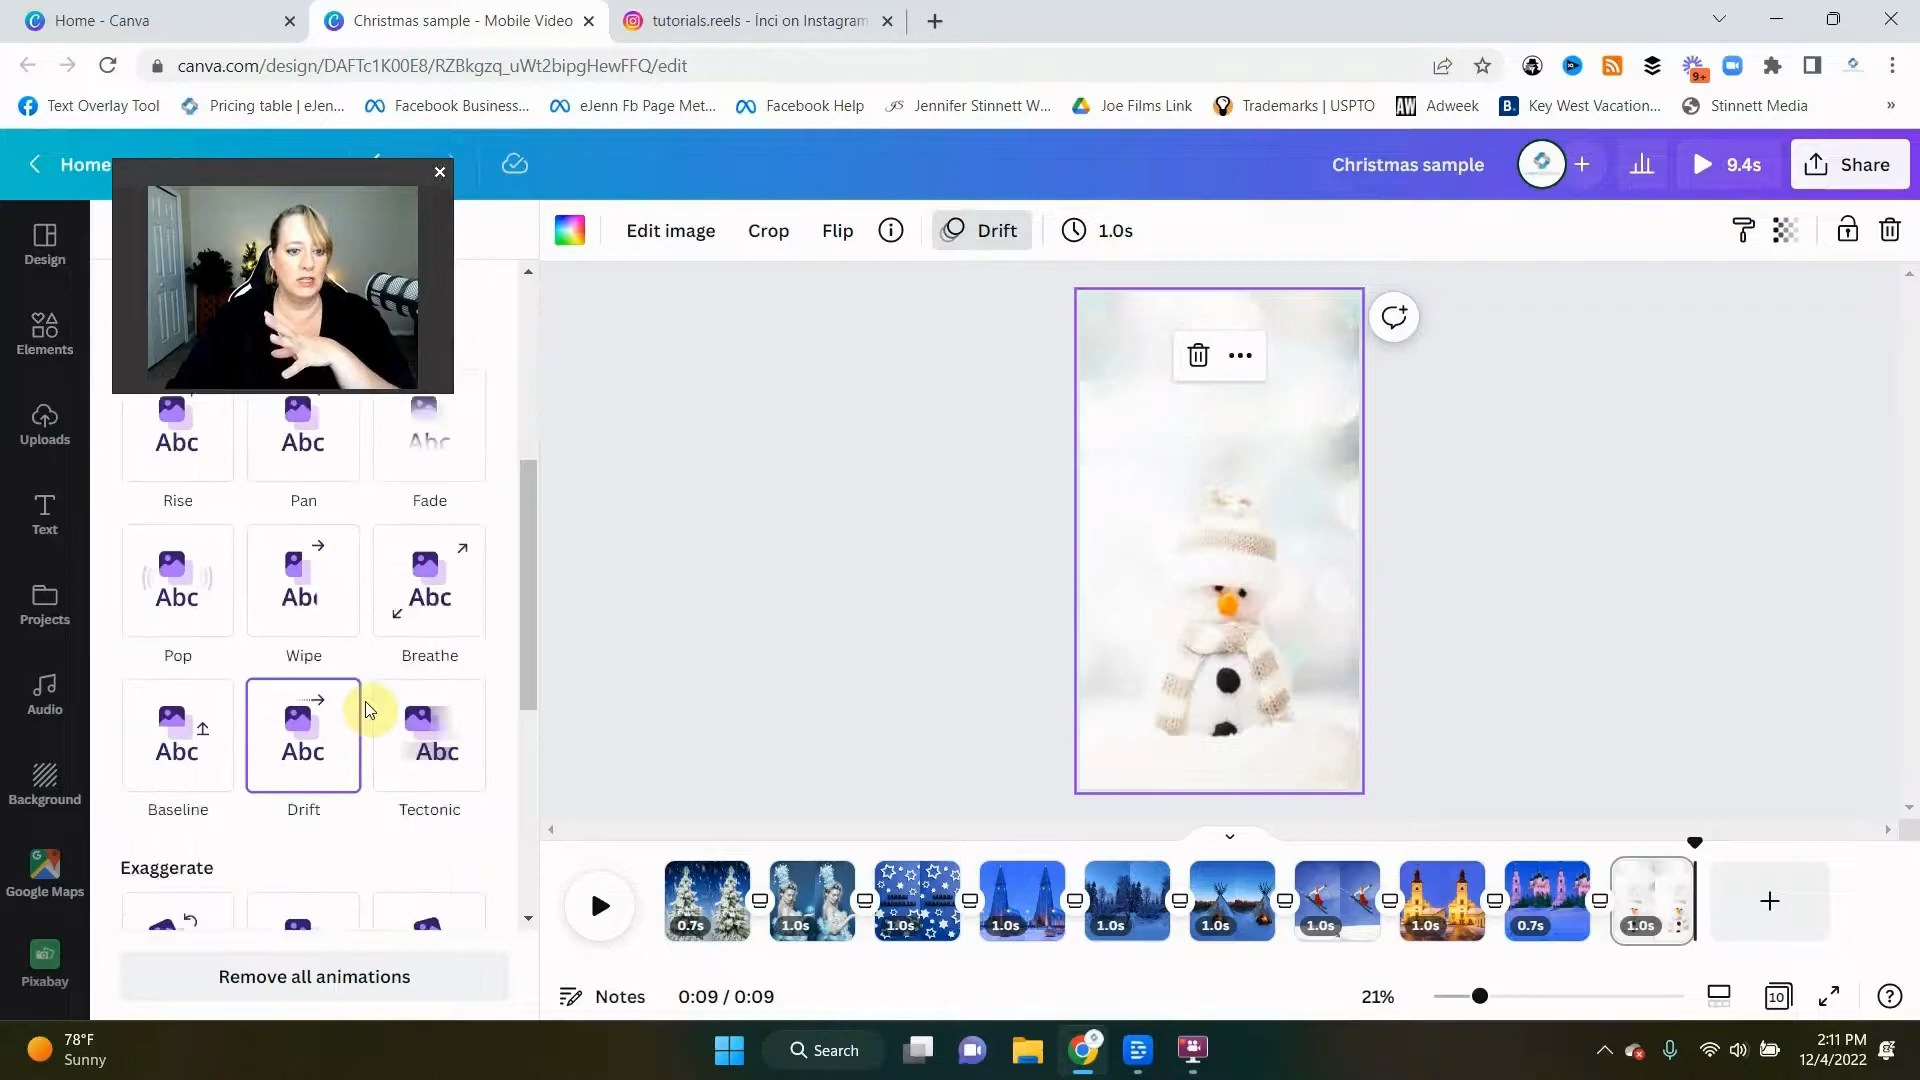 Home - Canva
Christmas sample - Mobile Video
tutorials.reels - İnci on Instagram
canva.com/design/DAFTc1K00E8/RZBkgzq_uWt2bipgHewFFQ/edit
9+
Text Overlay Tool
Pricing table | eJen...
Facebook Business...
eJenn Fb Page Met...
Facebook Help
JS Jennifer Stinnett W...
Joe Films Link
Trademarks | USPTO
AW Adweek
B. Key West Vacation...
Stinnett Media
»
Home
Christmas sample
9.4s
Share
Edit image
Crop
Flip
Drift
1.0s
Design
Elements
Uploads
Text
Projects
Audio
Background
Google Maps
Pixabay
Abc
Abc
Abc
Rise
Pan
Fade
Abc
Abc
Abc
Pop
Wipe
Breathe
Abc
Abc
Abc
Baseline
Drift
Tectonic
Exaggerate
Remove all animations
0.7s
1.0s
1.0s
1.0s
1.0s
1.0s
1.0s
1.0s
0.7s
1.0s
Notes
0:09 / 0:09
21%
10
78°F
Sunny
Search
2:11 PM
12/4/2022